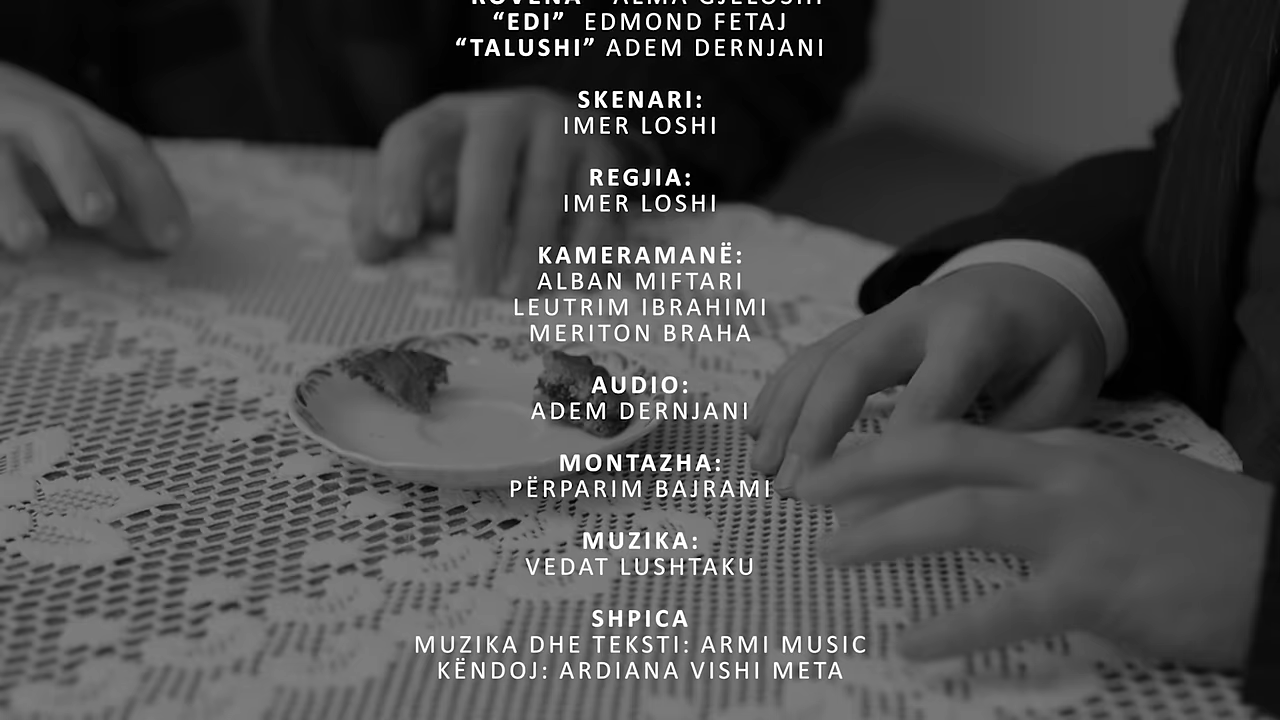 "EDI" EDMOND FETAJ
"TALUSHI" ADEM DERNJANI
SKENARI:
IMER LOSHI
REGJIA:
IMER LOSHI
KAMERAMANË:
ALBAN MIFTARI
LEUTRIM IBRAHIMI
MERITON BRAHA
AUDIO:
ADEM DERNJANI
MONTAZHA:
PËRPARIM BAJRAMI
MUZIKA:
VEDAT LUSHTAKU
SHPICA
MUZIKA DHE TEKSTI: ARMI MUSIC
KËNDOJ: ARDIANA VISHI META